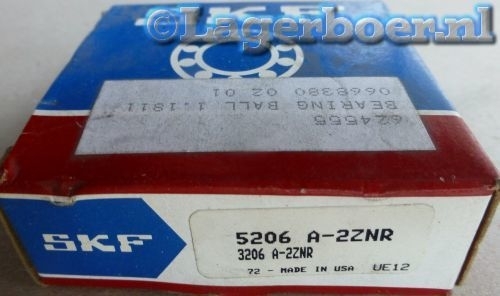 ©Lagerboer.nl
SKF
624555
BEARING BALL 1.1811
0668380 02 01
SKF
5206 A-2ZNR
3206 A-2ZNR
72 - MADE IN USA UE12